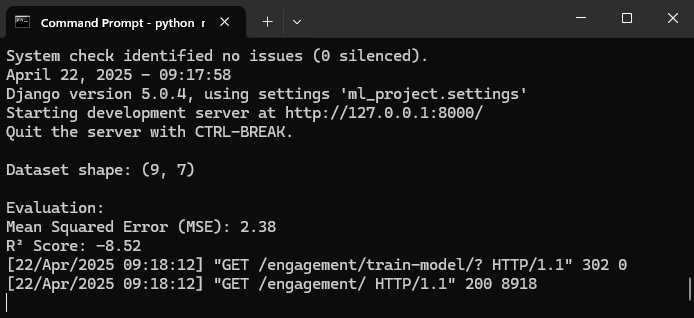 Command Prompt - python r
System check identified no issues (0 silenced).
April 22, 2025 - 09:17:58
Django version 5.0.4, using settings 'ml_project.settings'
Starting development server at http://127.0.0.1:8000/
Quit the server with CTRL-BREAK.
Dataset shape: (9, 7)
Evaluation:
Mean Squared Error (MSE): 2.38
R² Score: -8.52
[22/Apr/2025 09:18:12] "GET /engagement/train-model/? HTTP/1.1" 302 0
[22/Apr/2025 09:18:12] "GET /engagement/ HTTP/1.1" 200 8918